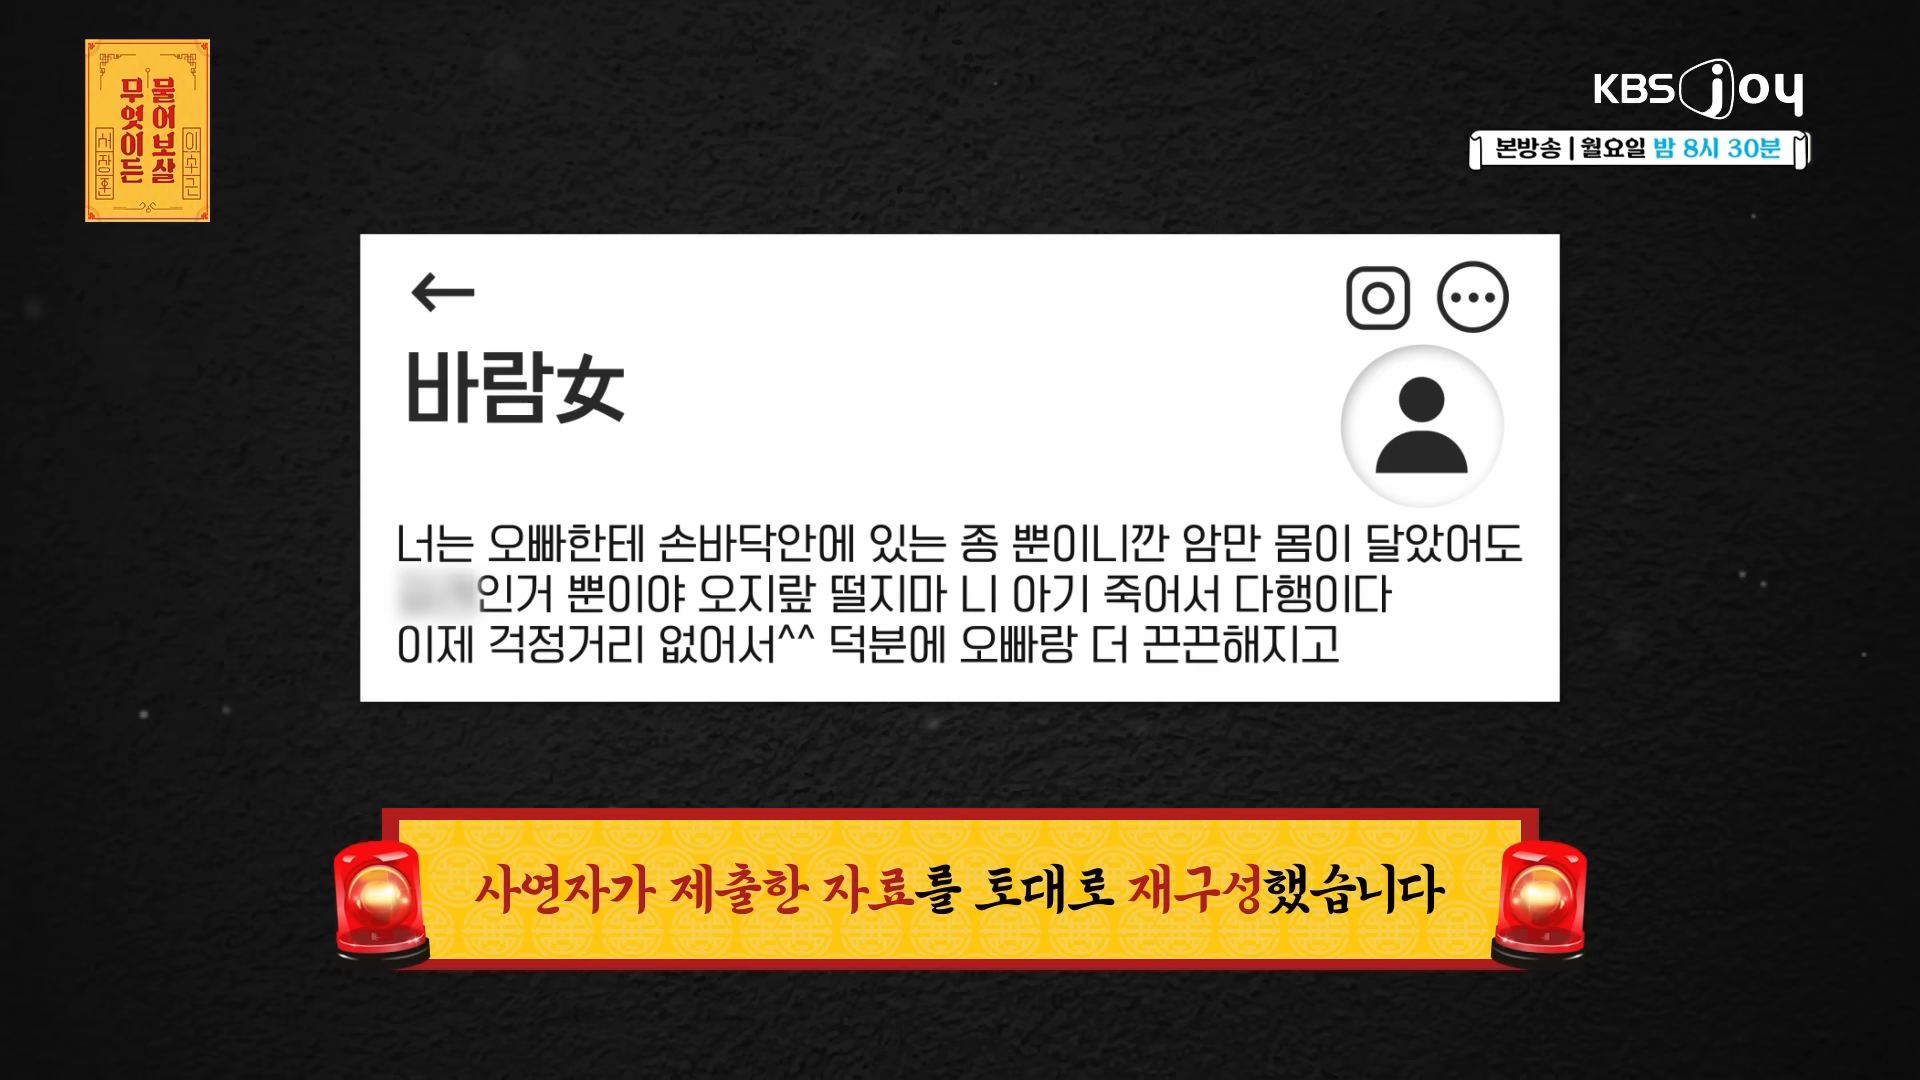 무엇이든
물어보살
서장훈
이수근
KBS joy
본방송 | 월요일 밤 8시 30분
바람女
너는 오빠한테 손바닥안에 있는 종 뿐이니깐 암만 몸이 달았어도
인거 뿐이야 오지랖 떨지마 니 아기 죽어서 다행이다
이제 걱정거리 없어서^^ 덕분에 오빠랑 더 끈끈해지고
사연자가 제출한 자료를 토대로 재구성했습니다